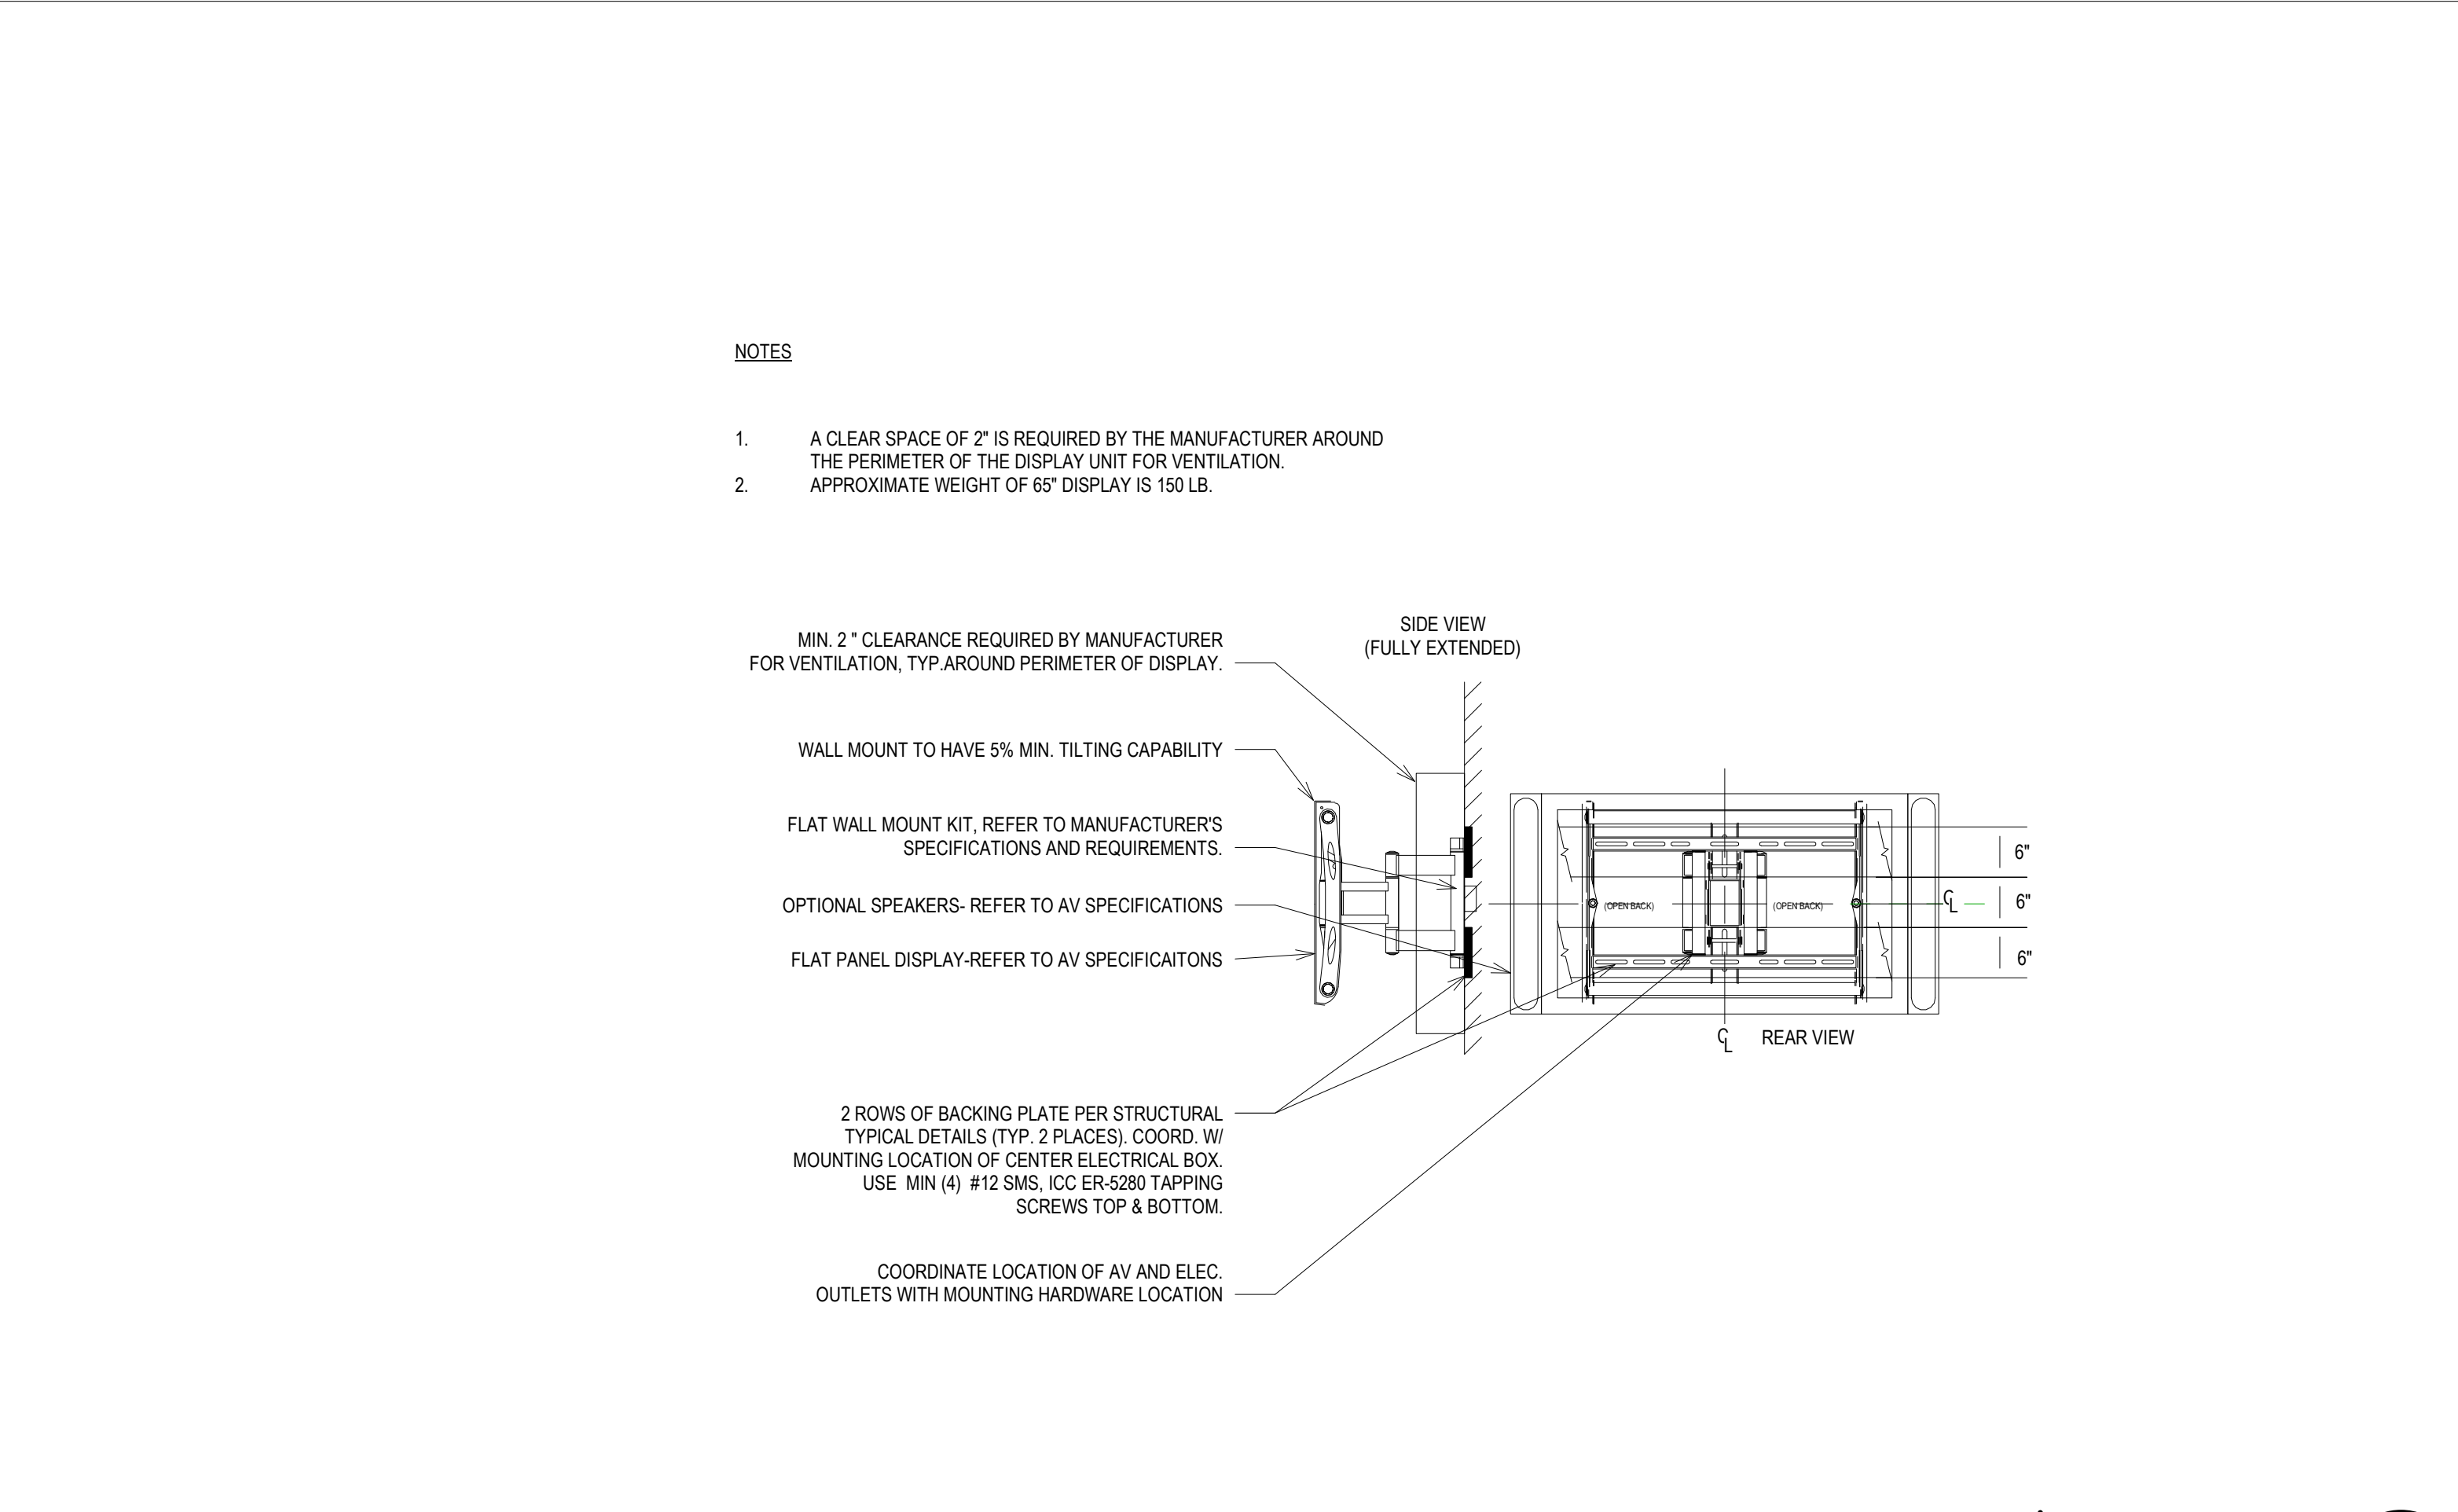 NOTES
1. A CLEAR SPACE OF 2" IS REQUIRED BY THE MANUFACTURER AROUND
THE PERIMETER OF THE DISPLAY UNIT FOR VENTILATION.
2. APPROXIMATE WEIGHT OF 65" DISPLAY IS 150 LB.
SIDE VIEW
(FULLY EXTENDED)
MIN. 2 " CLEARANCE REQUIRED BY MANUFACTURER
FOR VENTILATION, TYP.AROUND PERIMETER OF DISPLAY.
WALL MOUNT TO HAVE 5% MIN. TILTING CAPABILITY
FLAT WALL MOUNT KIT, REFER TO MANUFACTURER'S
SPECIFICATIONS AND REQUIREMENTS.
OPTIONAL SPEAKERS- REFER TO AV SPECIFICATIONS
FLAT PANEL DISPLAY-REFER TO AV SPECIFICAITONS
(OPEN BACK)
(OPEN BACK)
6"
CL
6"
6"
CL
REAR VIEW
2 ROWS OF BACKING PLATE PER STRUCTURAL
TYPICAL DETAILS (TYP. 2 PLACES). COORD. W/
MOUNTING LOCATION OF CENTER ELECTRICAL BOX.
USE MIN (4) #12 SMS, ICC ER-5280 TAPPING
SCREWS TOP & BOTTOM.
COORDINATE LOCATION OF AV AND ELEC.
OUTLETS WITH MOUNTING HARDWARE LOCATION